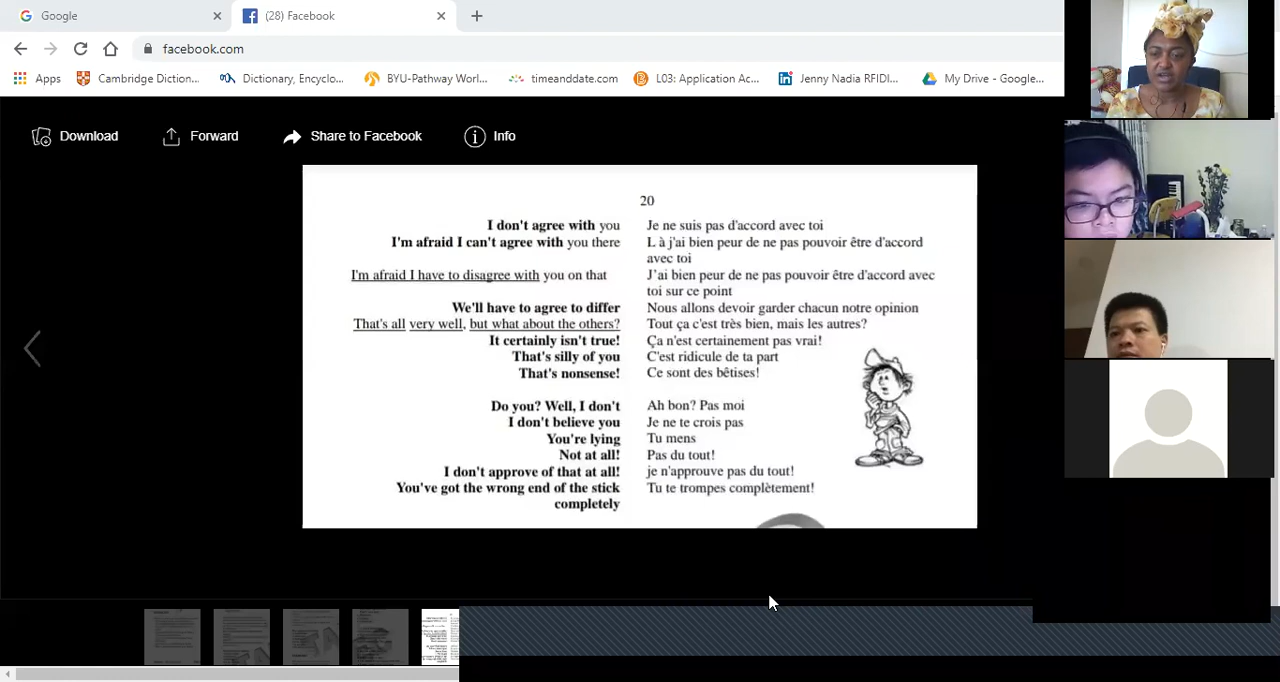 Google
(28) Facebook
facebook.com
Apps
Cambridge Diction...
Dictionary, Encyclo...
BYU-Pathway Worl...
timeanddate.com
L03: Application Ac...
Jenny Nadia RFIDI...
My Drive - Google...
Download
Forward
Share to Facebook
Info
20
I don't agree with you Je ne suis pas d'accord avec toi
I'm afraid I can't agree with you there L à j'ai bien peur de ne pas pouvoir être d'accord
avec toi
I'm afraid I have to disagree with you on that J'ai bien peur de ne pas pouvoir être d'accord avec
toi sur ce point
We'll have to agree to differ Nous allons devoir garder chacun notre opinion
That's all very well, but what about the others? Tout ça c'est très bien, mais les autres?
It certainly isn't true! Ça n'est certainement pas vrai!
That's silly of you C'est ridicule de ta part
That's nonsense! Ce sont des bêtises!
Do you? Well, I don't Ah bon? Pas moi
I don't believe you Je ne te crois pas
You're lying Tu mens
Not at all! Pas du tout!
I don't approve of that at all! je n'approuve pas du tout!
You've got the wrong end of the stick Tu te trompes complètement!
completely